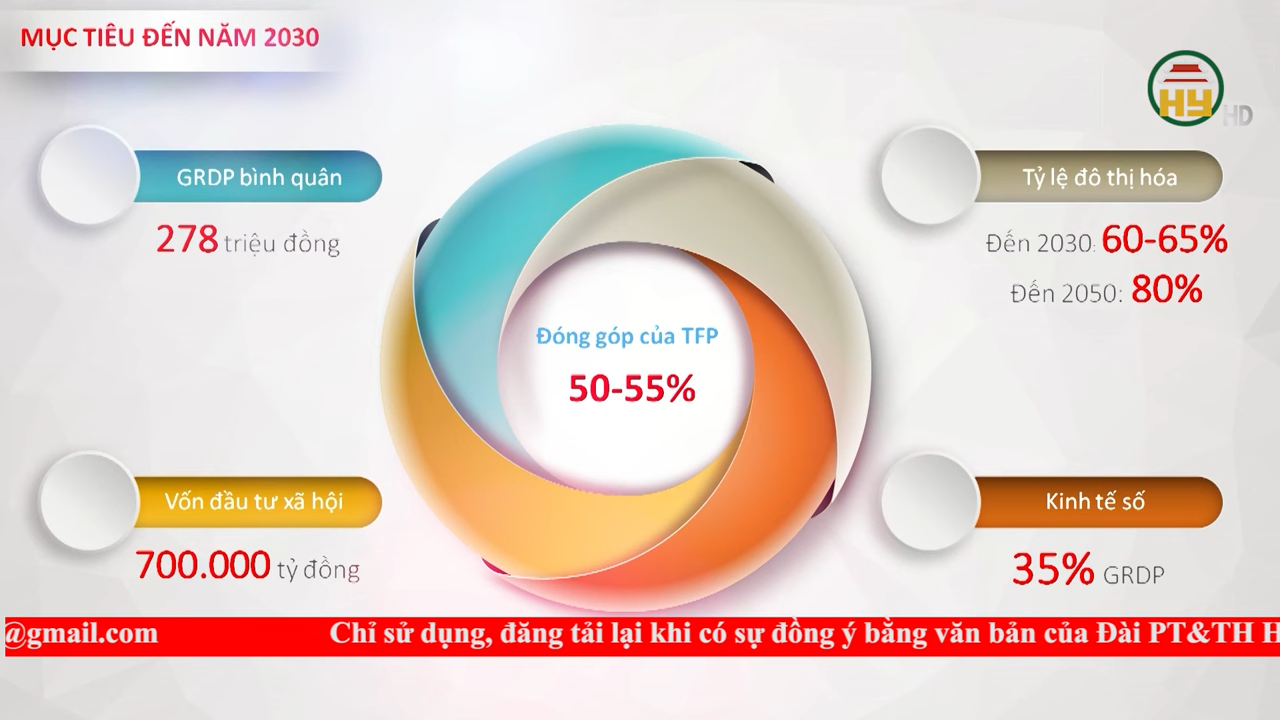 MỤC TIÊU ĐẾN NĂM 2030
HY
HD
GRDP bình quân
278 triệu đồng
Tỷ lệ đô thị hóa
Đến 2030: 60-65%
Đến 2050: 80%
Đóng góp của TFP
50-55%
Vốn đầu tư xã hội
700.000 tỷ đồng
Kinh tế số
35% GRDP
@gmail.com Chỉ sử dụng, đăng tải lại khi có sự đồng ý bằng văn bản của Đài PT&TH H